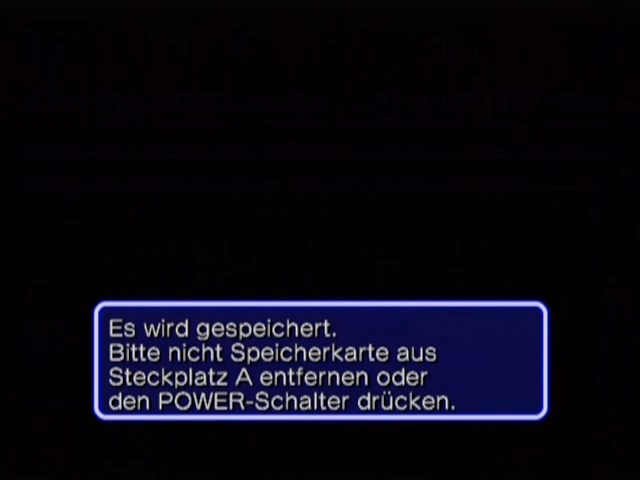 Es wird gespeichert.
Bitte nicht Speicherkarte aus
Steckplatz A entfernen oder
den POWER-Schalter drücken.